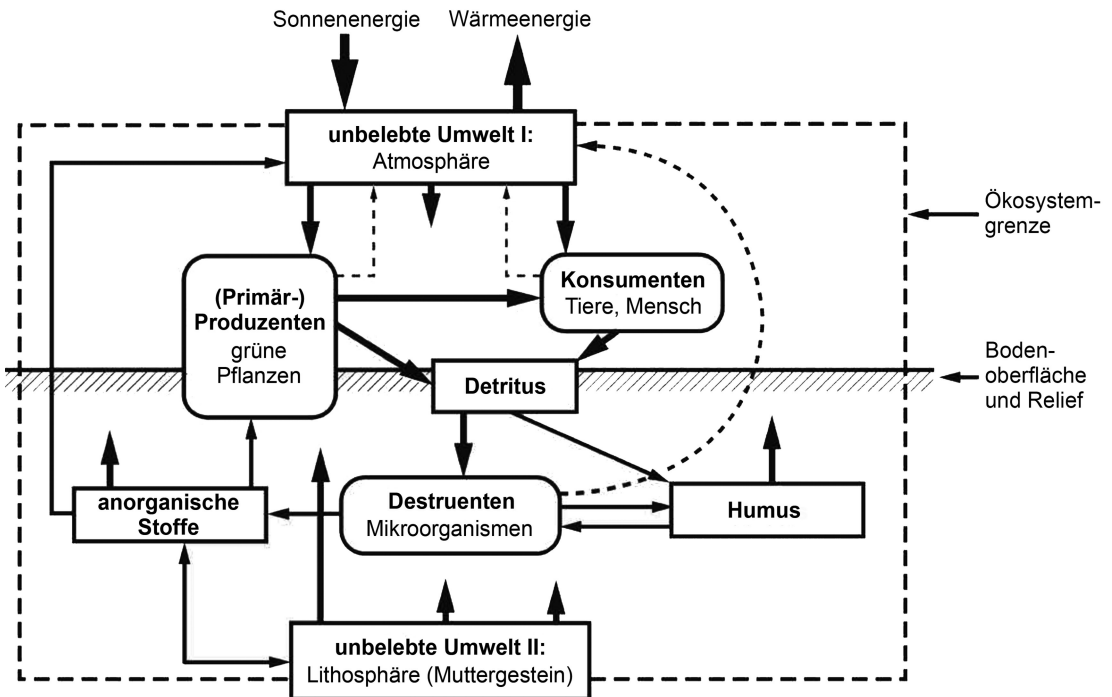 Sonnenenergie
Wärmeenergie
unbelebte Umwelt I:
Atmosphäre
Ökosystem-
grenze
(Primär-)
Produzenten
grüne
Pflanzen
Konsumenten
Tiere, Mensch
Boden-
oberfläche
und Relief
Detritus
anorganische
Stoffe
Destruenten
Mikroorganismen
Humus
unbelebte Umwelt II:
Lithosphäre (Muttergestein)